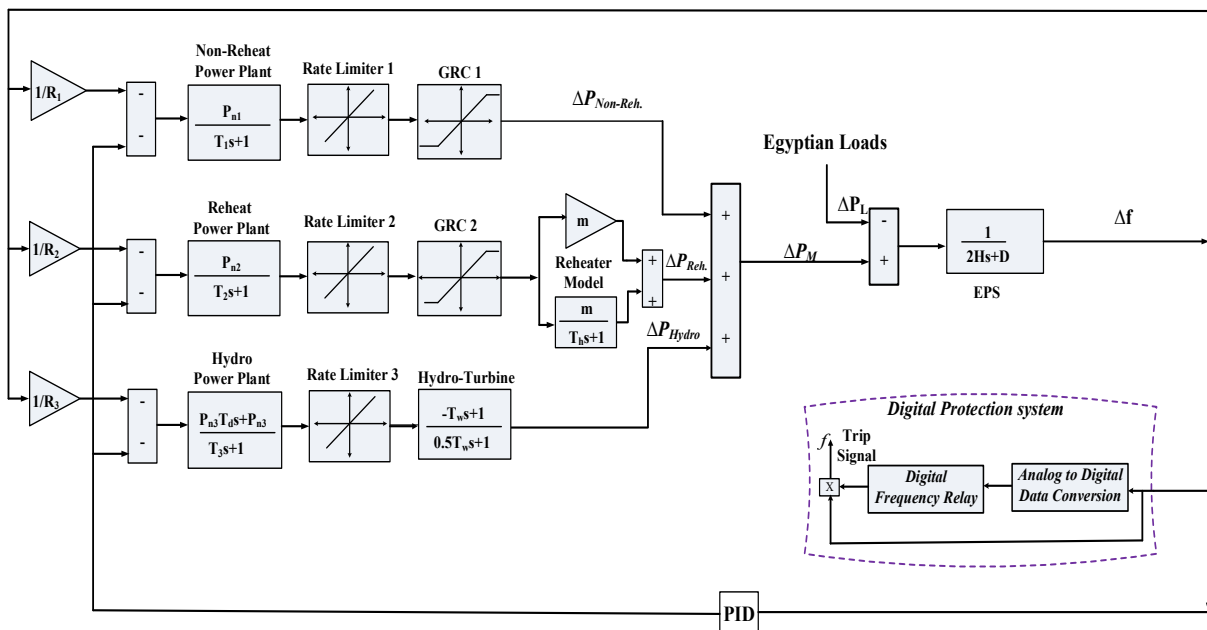 Non-Reheat
Power Plant
Rate Limiter 1
GRC 1
1/R1
-
-
Pn1
T1s+1
ΔPNon-Reh.
Egyptian Loads
Reheat
Power Plant
Rate Limiter 2
GRC 2
1/R2
-
-
Pn2
T2s+1
m
Reheater
Model
m
Ths+1
+
+
ΔPReh.
+
+
+
ΔPM
ΔPL
-
+
1
2Hs+D
EPS
Δf
ΔPHydro
Hydro
Power Plant
Rate Limiter 3
Hydro-Turbine
1/R3
-
-
Pn3Tds+Pn3
T3s+1
-Tws+1
0.5Tws+1
Digital Protection system
f
Trip
Signal
X
Digital
Frequency Relay
Analog to Digital
Data Conversion
PID